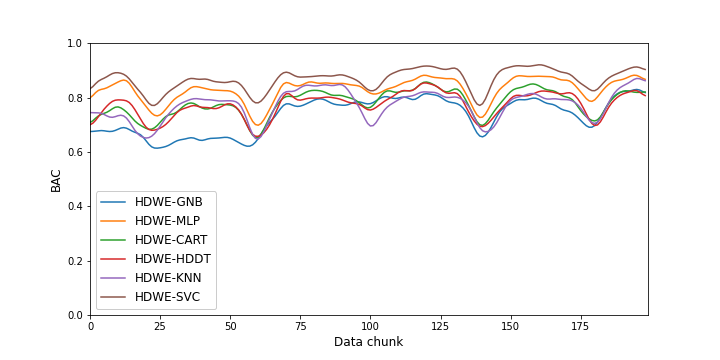 1.0
0.8
0.6
0.4
0.2
0.0
BAC
HDWE-GNB
HDWE-MLP
HDWE-CART
HDWE-HDDT
HDWE-KNN
HDWE-SVC
0 25 50 75 100 125 150 175
Data chunk